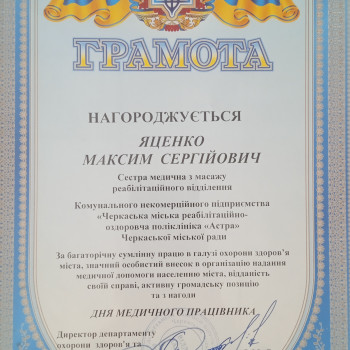 ГРАМОТА
НАГОРОДЖУЄТЬСЯ
ЯЦЕНКО
МАКСИМ СЕРГІЙОВИЧ
Сестра медична з масажу
реабілітаційного відділення
Комунального некомерційного підприємства
«Черкаська міська реабілітаційно-
оздоровча поліклініка «Астра»
Черкаської міської ради
За багаторічну сумлінну працю в галузі охорони здоров'я
міста, значний особистий внесок в організацію надання
медичної допомоги населенню міста, відданість
своїй справі, активну громадську позицію
та з нагоди
ДНЯ МЕДИЧНОГО ПРАЦІВНИКА
Директор департаменту
охорони здоров'я та